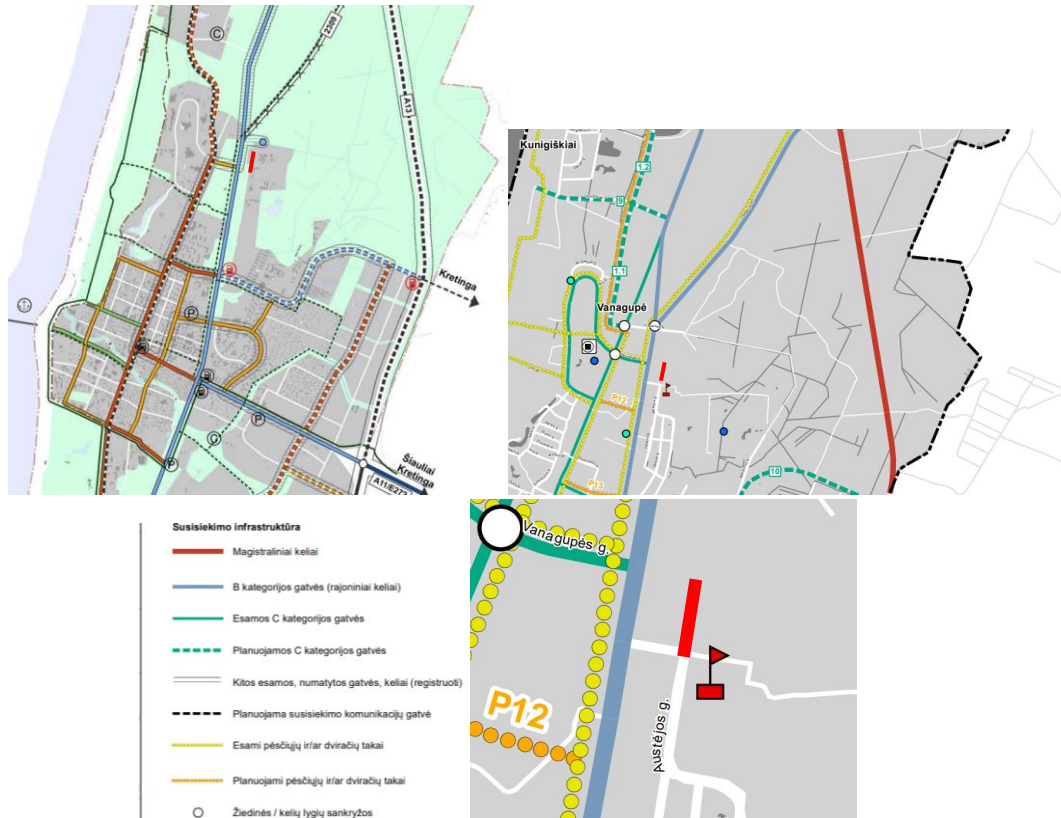 C
2309
A13
Kretinga
P
P
P
C
Šiauliai
Kretinga
A11/E272
Kunigiškiai
1.2
9
1.1
Vanagupė
P12
P13
10
Susisiekimo infrastruktūra
Magistraliniai keliai
B kategorijos gatvės (rajoniniai keliai)
Esamos C kategorijos gatvės
Planuojamos C kategorijos gatvės
Kitos esamos, numatytos gatvės, keliai (registruoti)
Planuojama susisiekimo komunikacijų gatvė
Esami pėsčiųjų ir/ar dviračių takai
Planuojami pėsčiųjų ir/ar dviračių takai
Žiedinės / kelių lygių sankryžos
Vanagupės g.
P12
Austėjos g.